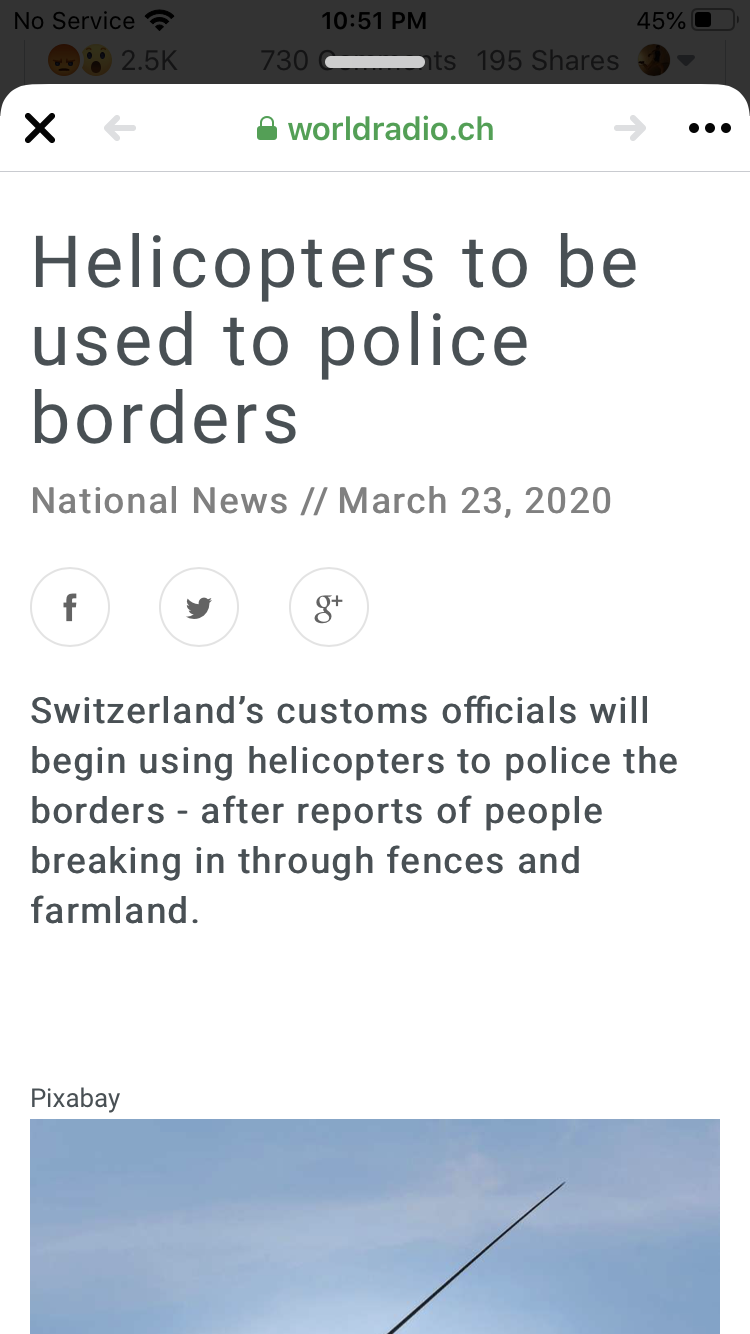 No Service 10:51 PM 45%
2.5K 730 Comments 195 Shares
worldradio.ch
Helicopters to be
used to police
borders
National News // March 23, 2020
f g+
Switzerland’s customs officials will
begin using helicopters to police the
borders - after reports of people
breaking in through fences and
farmland.
Pixabay